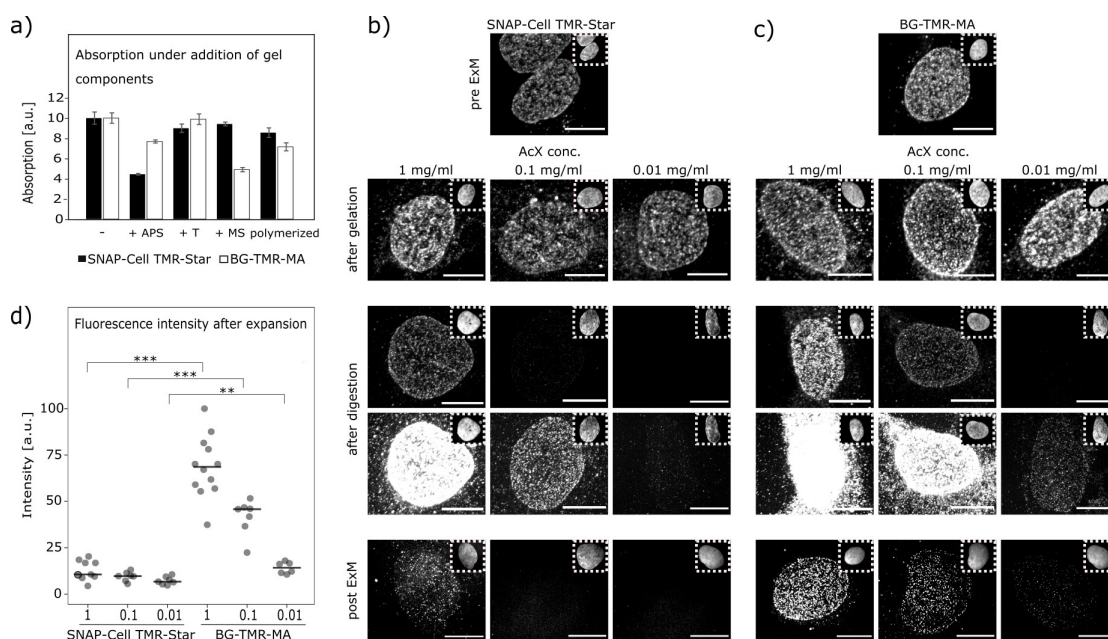 a)
Absorption under addition of gel
components
Absorption [a.u.]
12
10
8
6
4
2
0
- + APS + T + MS polymerized
SNAP-Cell TMR-Star BG-TMR-MA
b)
SNAP-Cell TMR-Star
pre ExM
AcX conc.
1 mg/ml 0.1 mg/ml 0.01 mg/ml
after gelation
after digestion
post ExM
c)
BG-TMR-MA
AcX conc.
1 mg/ml 0.1 mg/ml 0.01 mg/ml
d)
Fluorescence intensity after expansion
*** 
***
**
Intensity [a.u.]
100
75
50
25
0
1 0.1 0.01 1 0.1 0.01
SNAP-Cell TMR-Star BG-TMR-MA